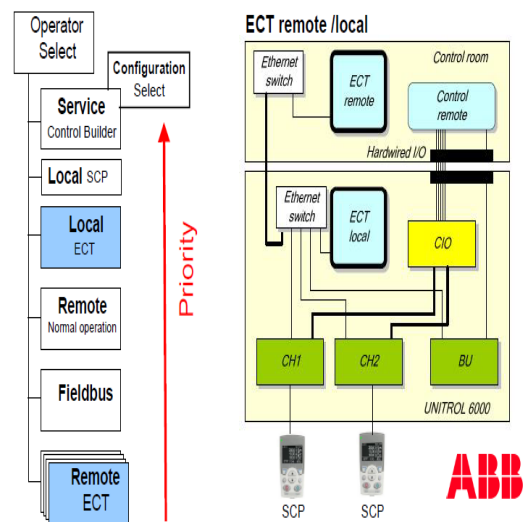 Operator
Select
Configuration
Select
Service
Control Builder
Local SCP
Local
ECT
Remote
Normal operation
Fieldbus
Remote
ECT
Priority
ECT remote /local
Ethernet
switch
ECT
remote
Control room
Control
remote
Hardwired I/O
Ethernet
switch
ECT
local
CIO
CH1
CH2
BU
UNITROL 6000
SCP
SCP
ABB